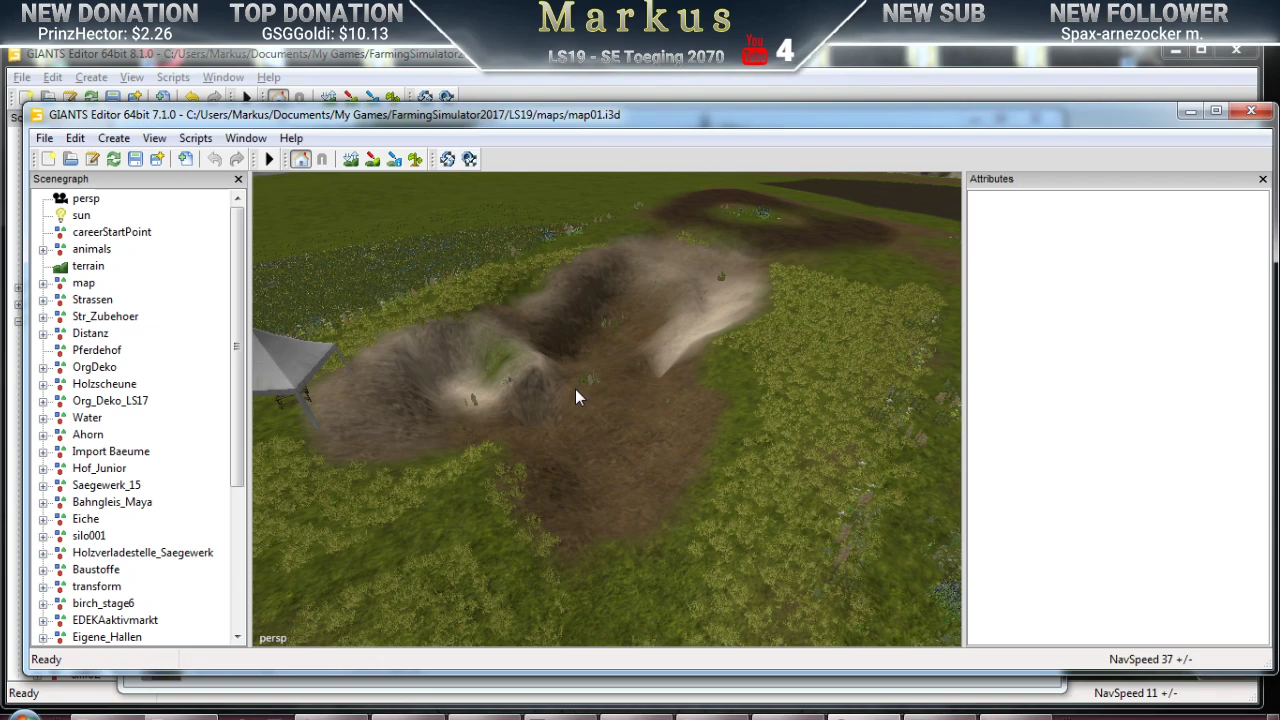 NEW DONATION
PrinzHector: $2.26
TOP DONATION
GSGGoldi: $10.13
Markus
LS19 - SE Toeging 2070
You Tube
4
NEW SUB
NEW FOLLOWER
Spax-arnezocker m.
GIANTS Editor 64bit 8.1.0 - C:/Users/Markus/Documents/My Games/FarmingSimulator2
File Edit Create View Scripts Window Help
GIANTS Editor 64bit 7.1.0 - C:/Users/Markus/Documents/My Games/FarmingSimulator2017/LS19/maps/map01.i3d
File Edit Create View Scripts Window Help
Scenegraph
Attributes
persp
sun
careerStartPoint
animals
terrain
map
Strassen
Str_Zubehoer
Distanz
Pferdehof
OrgDeko
Holzscheune
Org_Deko_LS17
Water
Ahorn
Import Baeume
Hof_Junior
Saegewerk_15
Bahngleis_Maya
Eiche
silo001
Holzverladestelle_Saegewerk
Baustoffe
transform
birch_stage6
EDEKAaktivmarkt
Eigene_Hallen
persp
Ready
NavSpeed 37 +/-
Ready
NavSpeed 11 +/-